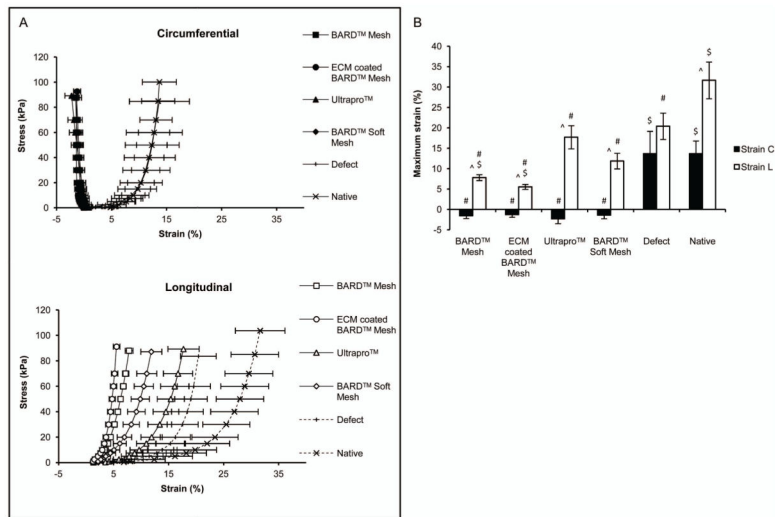 A
Circumferential
120
100
80
60
40
20
0
Stress (kPa)
-5
5
15
25
35
Strain (%)
BARD™ Mesh
ECM coated
BARD™ Mesh
Ultrapro™
BARD™ Soft
Mesh
Defect
Native
Longitudinal
120
100
80
60
40
20
0
Stress (kPa)
-5
5
15
25
35
Strain (%)
BARD™ Mesh
ECM coated
BARD™ Mesh
Ultrapro™
BARD™ Soft
Mesh
Defect
Native
B
40
35
30
25
20
15
10
5
0
-5
Maximum strain (%)
# ^ # $
# ^ # $
# ^ #
# ^ #
$ #
$ ^ $
Strain C
Strain L
BARD™
Mesh
ECM
coated
BARD™
Mesh
Ultrapro™
BARD™
Soft Mesh
Defect
Native